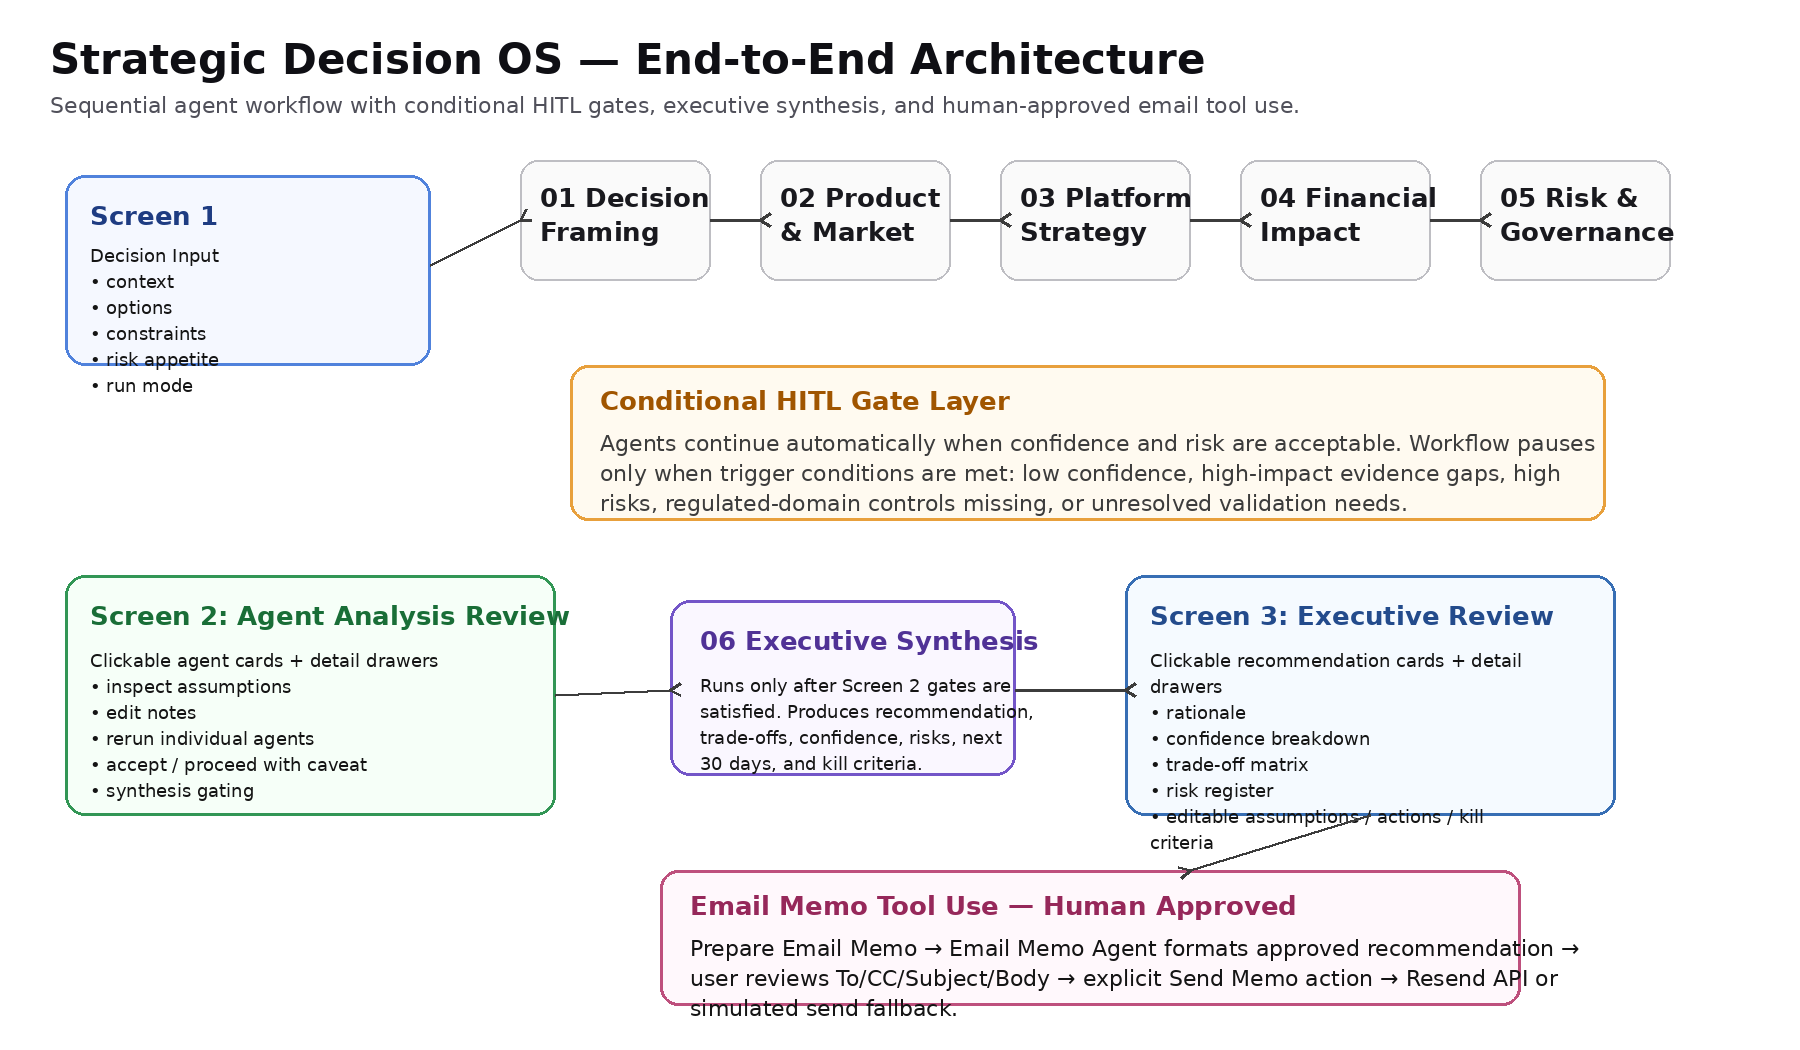 Strategic Decision OS — End-to-End Architecture
Sequential agent workflow with conditional HITL gates, executive synthesis, and human-approved email tool use.
Screen 1
Decision Input
• context
• options
• constraints
• risk appetite
• run mode
01 Decision
Framing
02 Product
& Market
03 Platform
Strategy
04 Financial
Impact
05 Risk &
Governance
Conditional HITL Gate Layer
Agents continue automatically when confidence and risk are acceptable. Workflow pauses
only when trigger conditions are met: low confidence, high-impact evidence gaps, high
risks, regulated-domain controls missing, or unresolved validation needs.
Screen 2: Agent Analysis Review
Clickable agent cards + detail drawers
• inspect assumptions
• edit notes
• rerun individual agents
• accept / proceed with caveat
• synthesis gating
06 Executive Synthesis
Runs only after Screen 2 gates are
satisfied. Produces recommendation,
trade-offs, confidence, risks, next
30 days, and kill criteria.
Screen 3: Executive Review
Clickable recommendation cards + detail
drawers
• rationale
• confidence breakdown
• trade-off matrix
• risk register
• editable assumptions / actions / kill
criteria
Email Memo Tool Use — Human Approved
Prepare Email Memo → Email Memo Agent formats approved recommendation →
user reviews To/CC/Subject/Body → explicit Send Memo action → Resend API or
simulated send fallback.